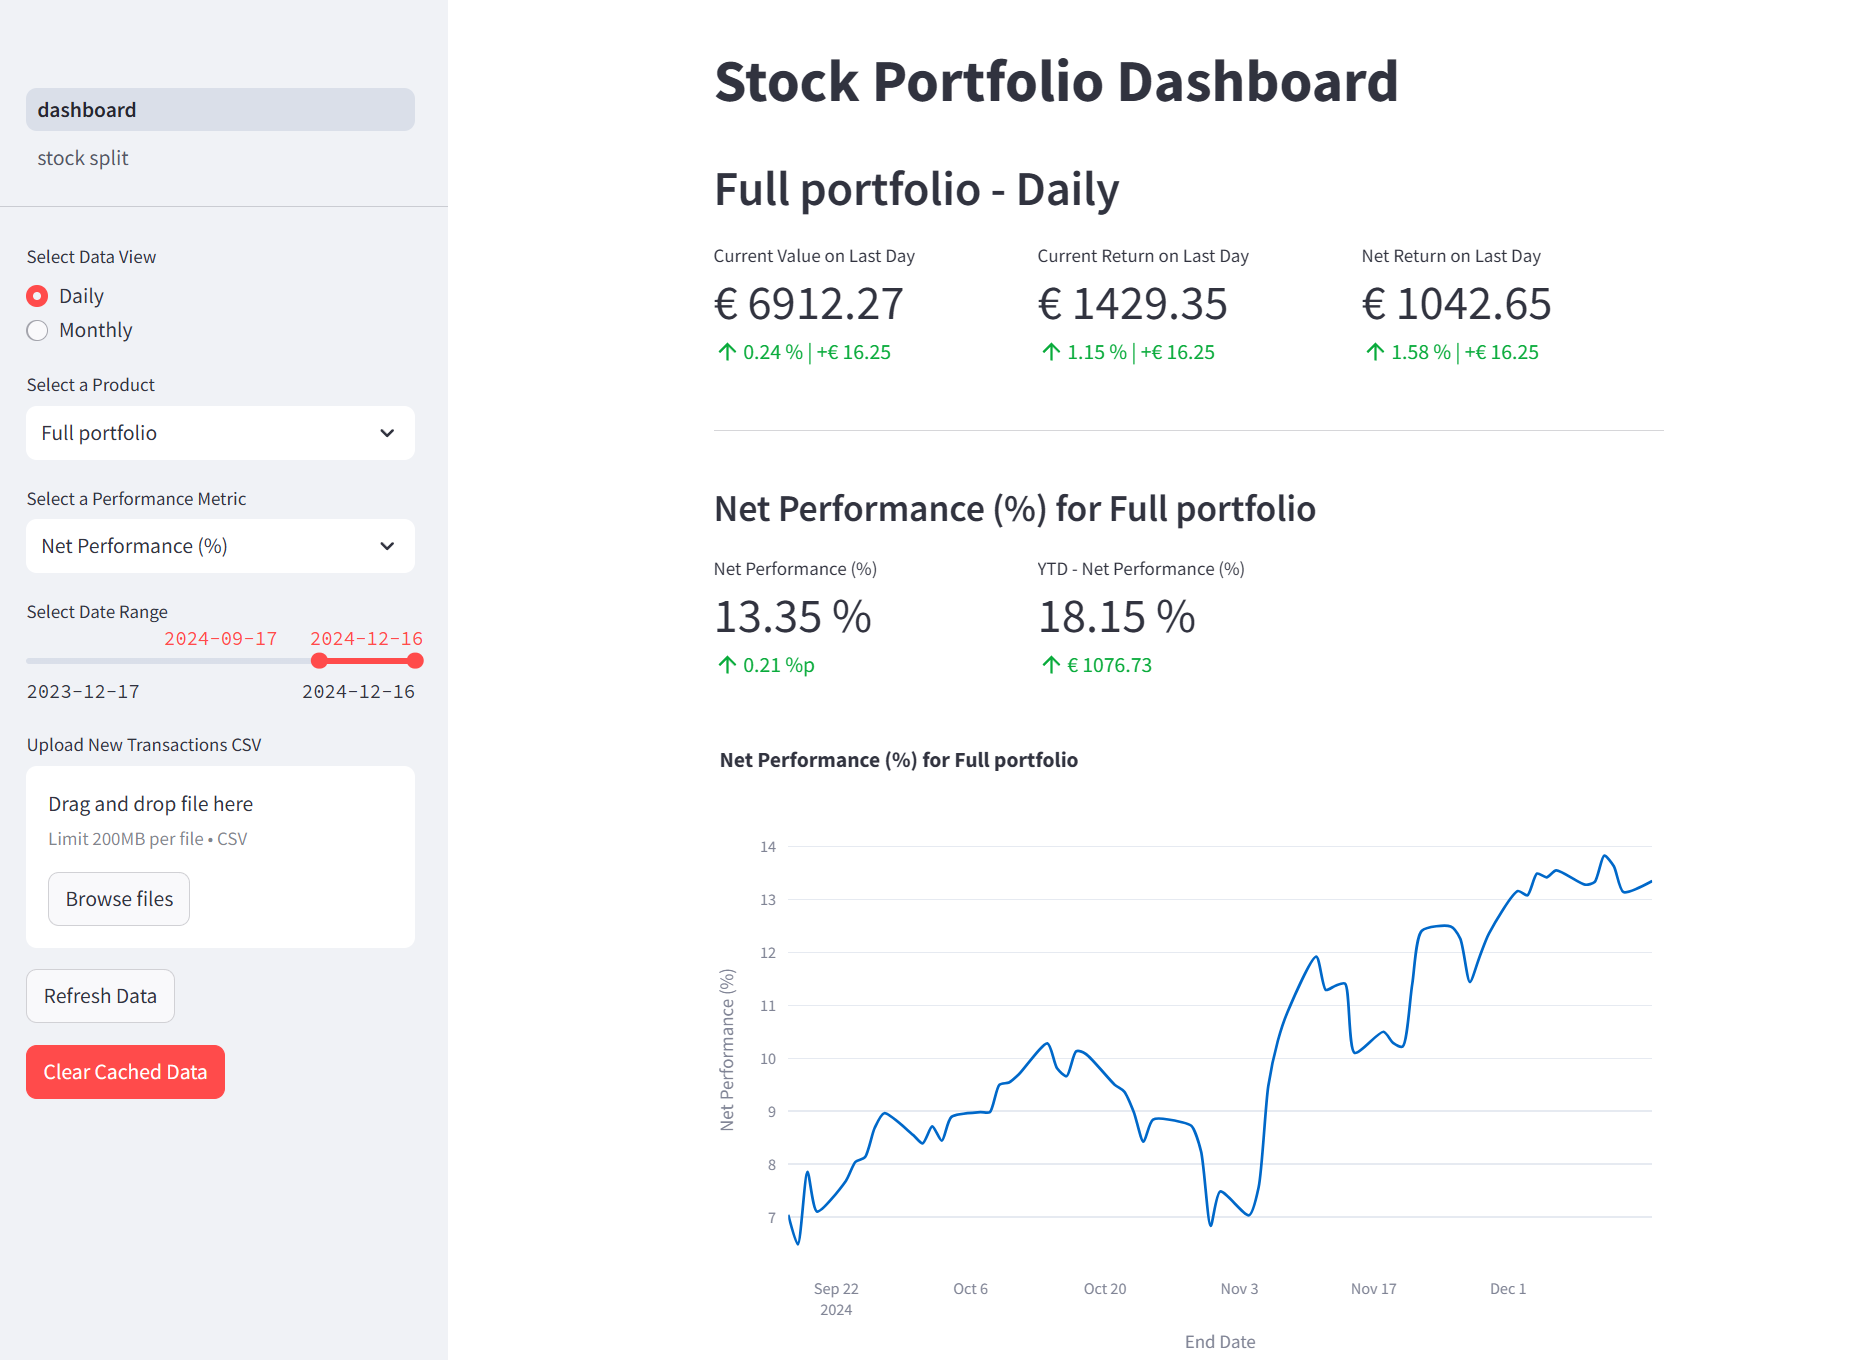 dashboard
stock split
Select Data View
Daily
Monthly
Select a Product
Full portfolio
Select a Performance Metric
Net Performance (%)
Select Date Range
2024-09-17 2024-12-16
2023-12-17 2024-12-16
Upload New Transactions CSV
Drag and drop file here
Limit 200MB per file • CSV
Browse files
Refresh Data
Clear Cached Data
Stock Portfolio Dashboard
Full portfolio - Daily
Current Value on Last Day
€ 6912.27
↑ 0.24 % | +€ 16.25
Current Return on Last Day
€ 1429.35
↑ 1.15 % | +€ 16.25
Net Return on Last Day
€ 1042.65
↑ 1.58 % | +€ 16.25
Net Performance (%) for Full portfolio
Net Performance (%)
13.35 %
↑ 0.21 %p
YTD - Net Performance (%)
18.15 %
↑ € 1076.73
Net Performance (%) for Full portfolio
Net Performance (%)
14
13
12
11
10
9
8
7
Sep 22
2024
Oct 6
Oct 20
Nov 3
Nov 17
Dec 1
End Date